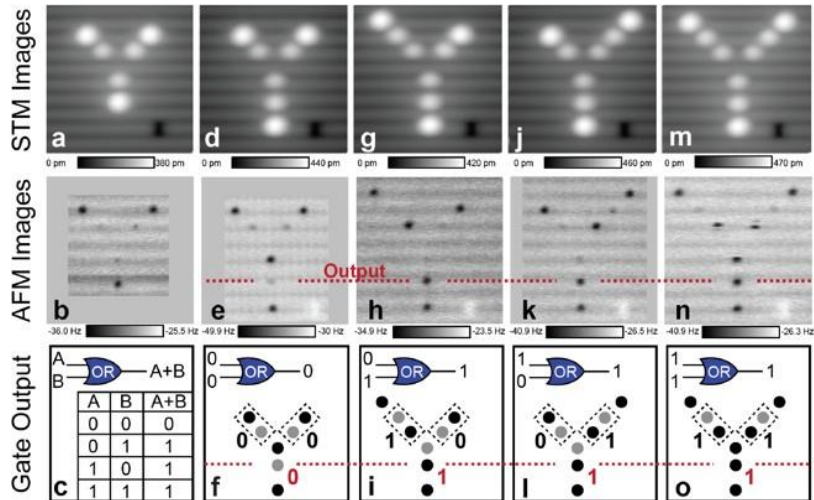 STM Images
a d g j m
0 pm 380 pm 0 pm 440 pm 0 pm 420 pm 0 pm 460 pm 0 pm 470 pm
AFM Images
Output
b e h k n
-36.0 Hz -25.5 Hz -49.9 Hz -30 Hz -34.9 Hz -23.5 Hz -40.9 Hz -26.5 Hz -40.9 Hz -26.3 Hz
Gate Output
A
B
OR
A+B
A B A+B
0 0 0
0 1 1
1 0 1
1 1 1
c
0
0
OR
0
0 0
0
f
0
1
OR
1
1 0
1
i
1
0
OR
1
0 1
1
l
1
1
OR
1
1 1
1
o